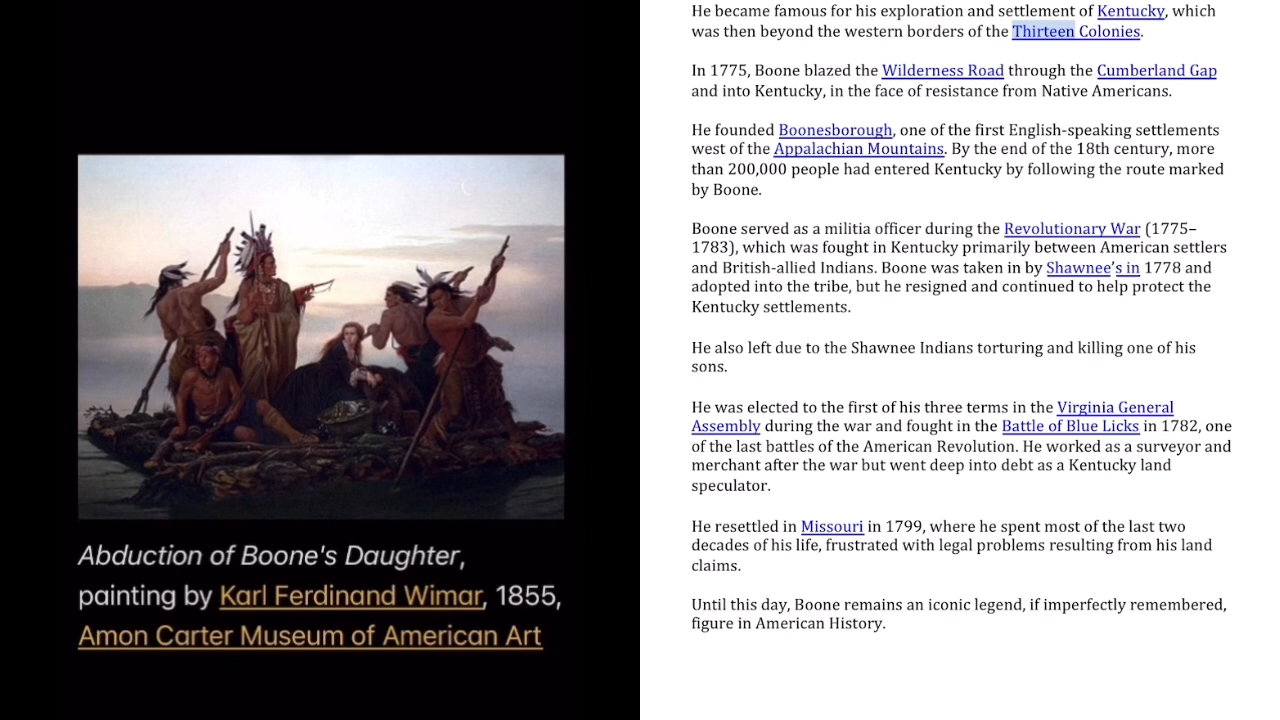 Abduction of Boone's Daughter,
painting by Karl Ferdinand Wimar, 1855,
Amon Carter Museum of American Art
He became famous for his exploration and settlement of Kentucky, which
was then beyond the western borders of the Thirteen Colonies.
In 1775, Boone blazed the Wilderness Road through the Cumberland Gap
and into Kentucky, in the face of resistance from Native Americans.
He founded Boonesborough, one of the first English-speaking settlements
west of the Appalachian Mountains. By the end of the 18th century, more
than 200,000 people had entered Kentucky by following the route marked
by Boone.
Boone served as a militia officer during the Revolutionary War (1775–
1783), which was fought in Kentucky primarily between American settlers
and British-allied Indians. Boone was taken in by Shawnee’s in 1778 and
adopted into the tribe, but he resigned and continued to help protect the
Kentucky settlements.
He also left due to the Shawnee Indians torturing and killing one of his
sons.
He was elected to the first of his three terms in the Virginia General
Assembly during the war and fought in the Battle of Blue Licks in 1782, one
of the last battles of the American Revolution. He worked as a surveyor and
merchant after the war but went deep into debt as a Kentucky land
speculator.
He resettled in Missouri in 1799, where he spent most of the last two
decades of his life, frustrated with legal problems resulting from his land
claims.
Until this day, Boone remains an iconic legend, if imperfectly remembered,
figure in American History.